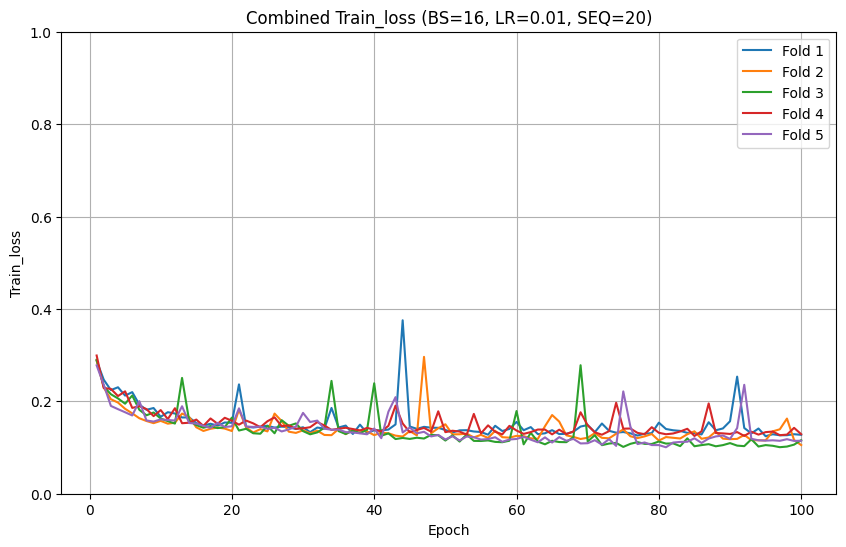 Combined Train_loss (BS=16, LR=0.01, SEQ=20)
1.0
0.8
0.6
0.4
0.2
0.0
Train_loss
Fold 1
Fold 2
Fold 3
Fold 4
Fold 5
0 20 40 60 80 100
Epoch